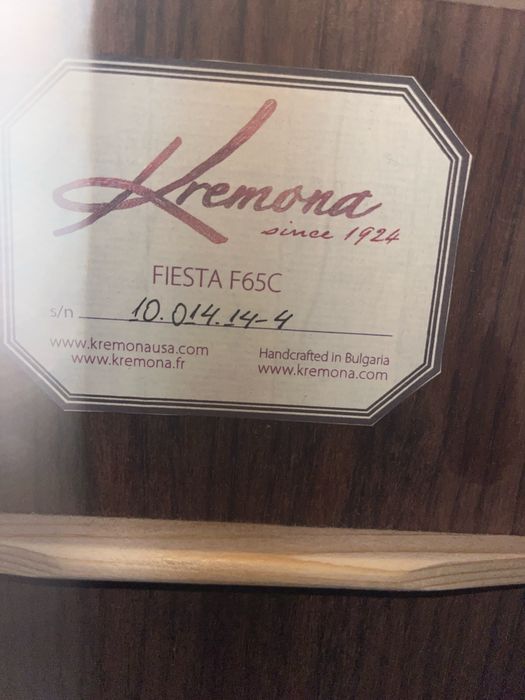 Kremona
since 1924
FIESTA F65C
s/n 10.014.14-4
www.kremonausa.com
www.kremona.fr
Handcrafted in Bulgaria
www.kremona.com